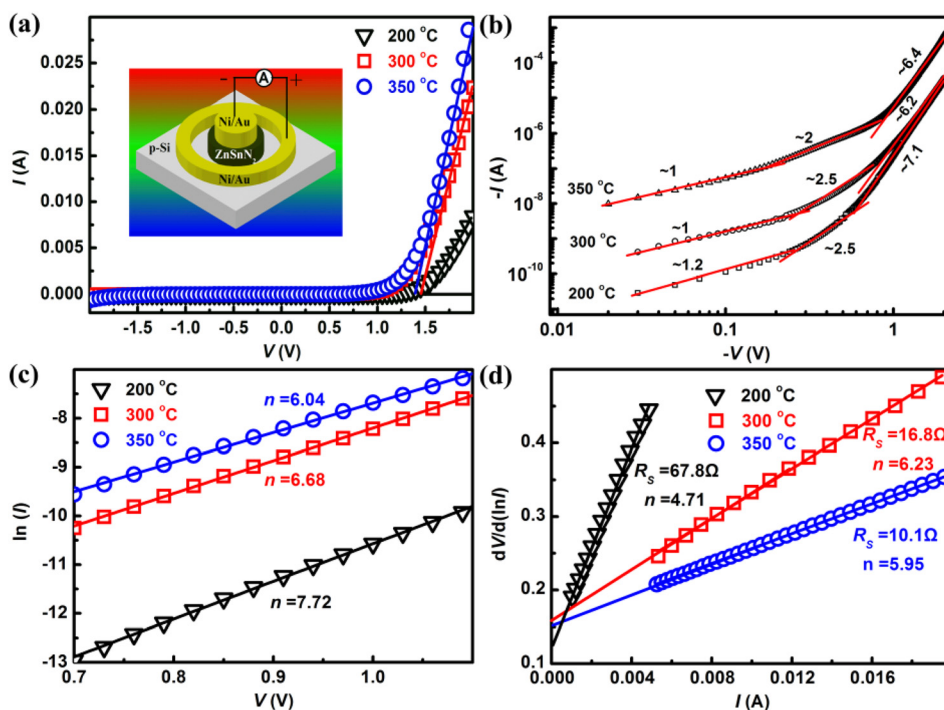 (a)
I (A)
0.025
0.020
0.015
0.010
0.005
0.000
-1.5 -1.0 -0.5 0.0 0.5 1.0 1.5
V (V)
200 °C
300 °C
350 °C
- A +
Ni/Au
p-Si
ZnSnN2
Ni/Au
(b)
-I (A)
10-4
10-6
10-8
10-10
0.01 0.1 1
-V (V)
~6.4
~6.2
~7.1
~2
~1
350 °C
~2.5
~1
300 °C
~2.5
~1.2
200 °C
(c)
ln (I)
-8
-9
-10
-11
-12
-13
0.7 0.8 0.9 1.0
V (V)
200 °C
300 °C
350 °C
n=6.04
n=6.68
n=7.72
(d)
dV/d(lnI)
0.4
0.3
0.2
0.1
0.000 0.004 0.008 0.012 0.016
I (A)
200 °C
300 °C
350 °C
RS=67.8Ω
n=4.71
RS=16.8Ω
n=6.23
RS=10.1Ω
n=5.95